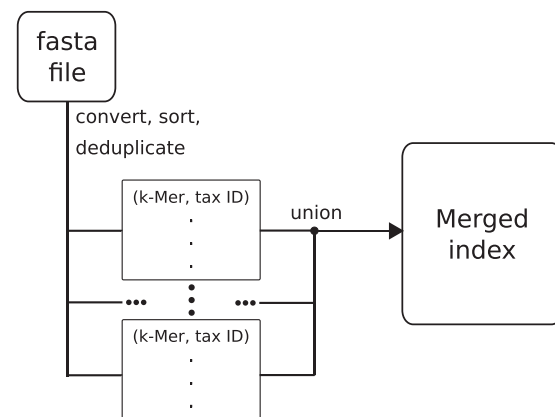 fasta
file
convert, sort,
deduplicate
(k-Mer, tax ID)
union
Merged
index
(k-Mer, tax ID)